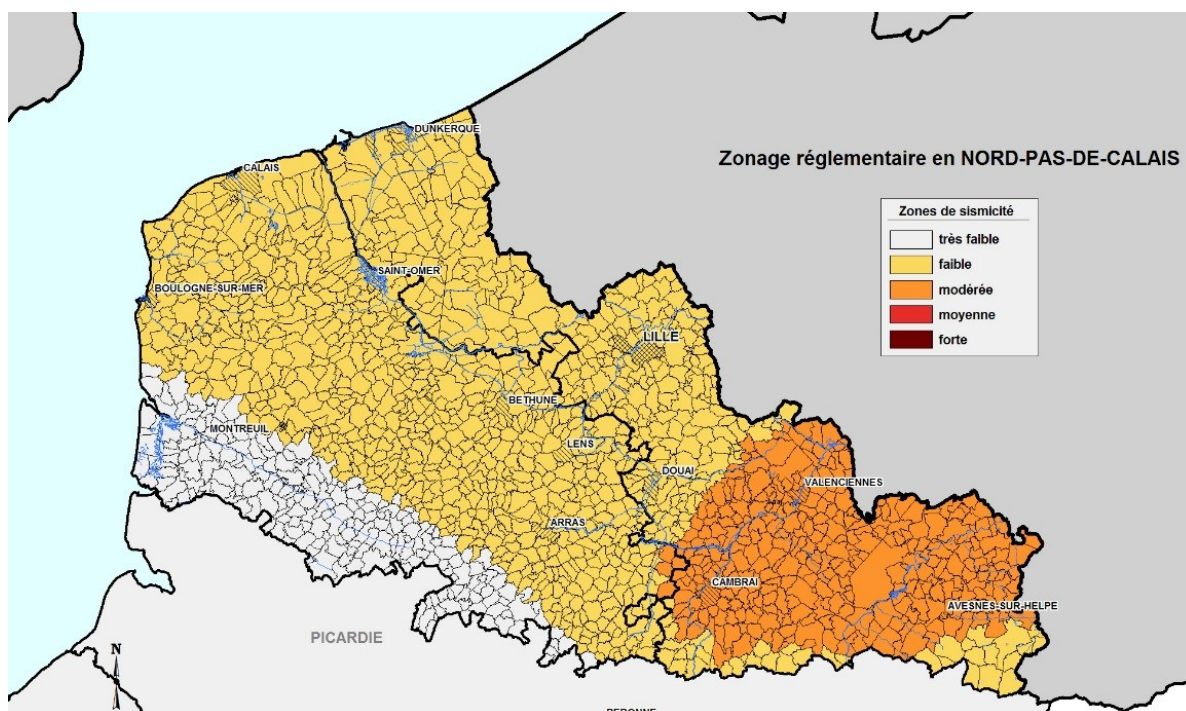 DUNKERQUE
CALAIS
Zonage réglementaire en NORD-PAS-DE-CALAIS
Zones de sismicité
très faible
faible
modérée
moyenne
forte
SAINT-OMER
BOULOGNE-SUR-MER
LILLE
BETHUNE
MONTREUIL
LENS
DOUAI
VALENCIENNES
ARRAS
CAMBRAI
AVESNES-SUR-HELPE
PICARDIE
N
PERONNE